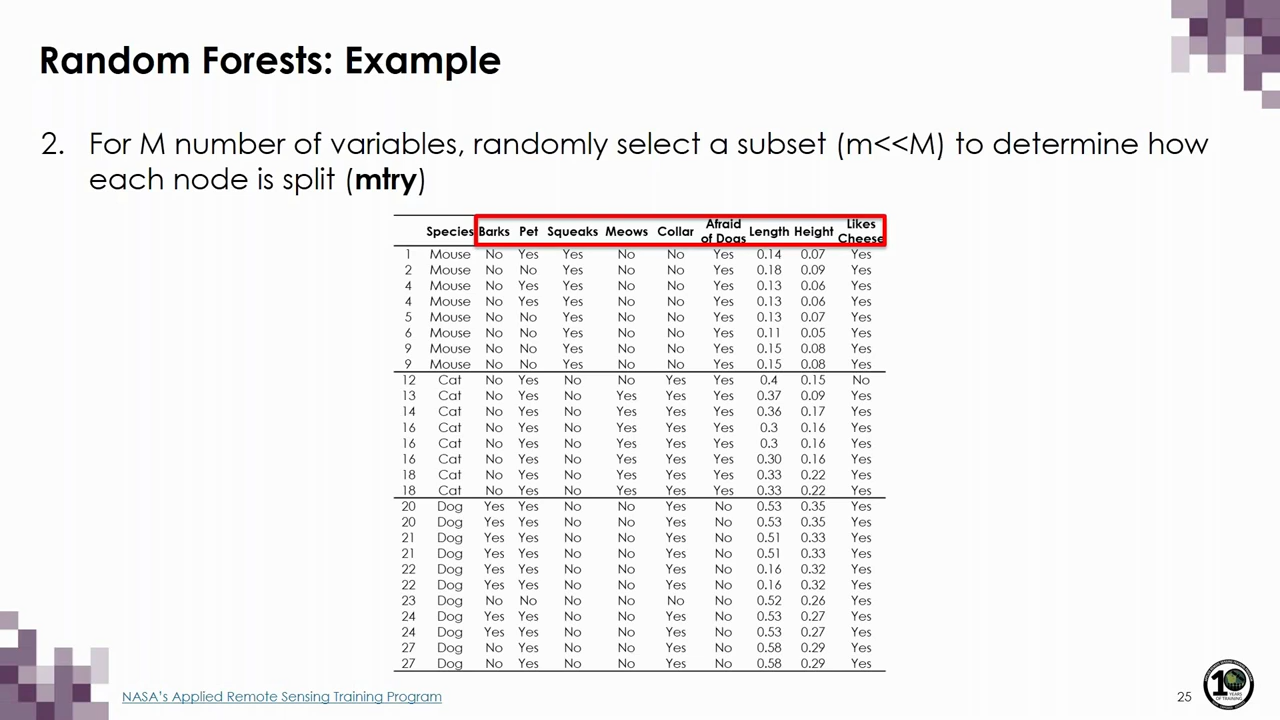 Random Forests: Example
2. For M number of variables, randomly select a subset (m<<M) to determine how
each node is split (mtry)
Species Barks Pet Squeaks Meows Collar Afraid of Dogs Length Height Likes Cheese
1 Mouse No Yes Yes No No Yes 0.14 0.07 Yes
2 Mouse No No Yes No No Yes 0.18 0.09 Yes
4 Mouse No Yes Yes No No Yes 0.13 0.06 Yes
4 Mouse No Yes Yes No No Yes 0.13 0.06 Yes
5 Mouse No No Yes No No Yes 0.13 0.07 Yes
6 Mouse No No Yes No No Yes 0.11 0.05 Yes
9 Mouse No No Yes No No Yes 0.15 0.08 Yes
9 Mouse No No Yes No No Yes 0.15 0.08 Yes
12 Cat No Yes No No Yes Yes 0.4 0.15 No
13 Cat No Yes No Yes Yes Yes 0.37 0.09 Yes
14 Cat No Yes No Yes Yes Yes 0.36 0.17 Yes
16 Cat No Yes No Yes Yes Yes 0.3 0.16 Yes
16 Cat No Yes No Yes Yes Yes 0.3 0.16 Yes
16 Cat No Yes No Yes Yes Yes 0.30 0.16 Yes
18 Cat No Yes No Yes Yes Yes 0.33 0.22 Yes
18 Cat No Yes No Yes Yes Yes 0.33 0.22 Yes
20 Dog Yes Yes No No Yes No 0.53 0.35 Yes
20 Dog Yes Yes No No Yes No 0.53 0.35 Yes
21 Dog Yes Yes No No Yes No 0.51 0.33 Yes
21 Dog Yes Yes No No Yes No 0.51 0.33 Yes
22 Dog Yes Yes No No Yes No 0.16 0.32 Yes
22 Dog Yes Yes No No Yes No 0.16 0.32 Yes
23 Dog No No No No No No 0.52 0.26 Yes
24 Dog Yes Yes No No Yes No 0.53 0.27 Yes
24 Dog Yes Yes No No Yes No 0.53 0.27 Yes
27 Dog No Yes No No Yes No 0.58 0.29 Yes
27 Dog No Yes No No Yes No 0.58 0.29 Yes
NASA's Applied Remote Sensing Training Program
25
10
YEARS
OF TRAINING